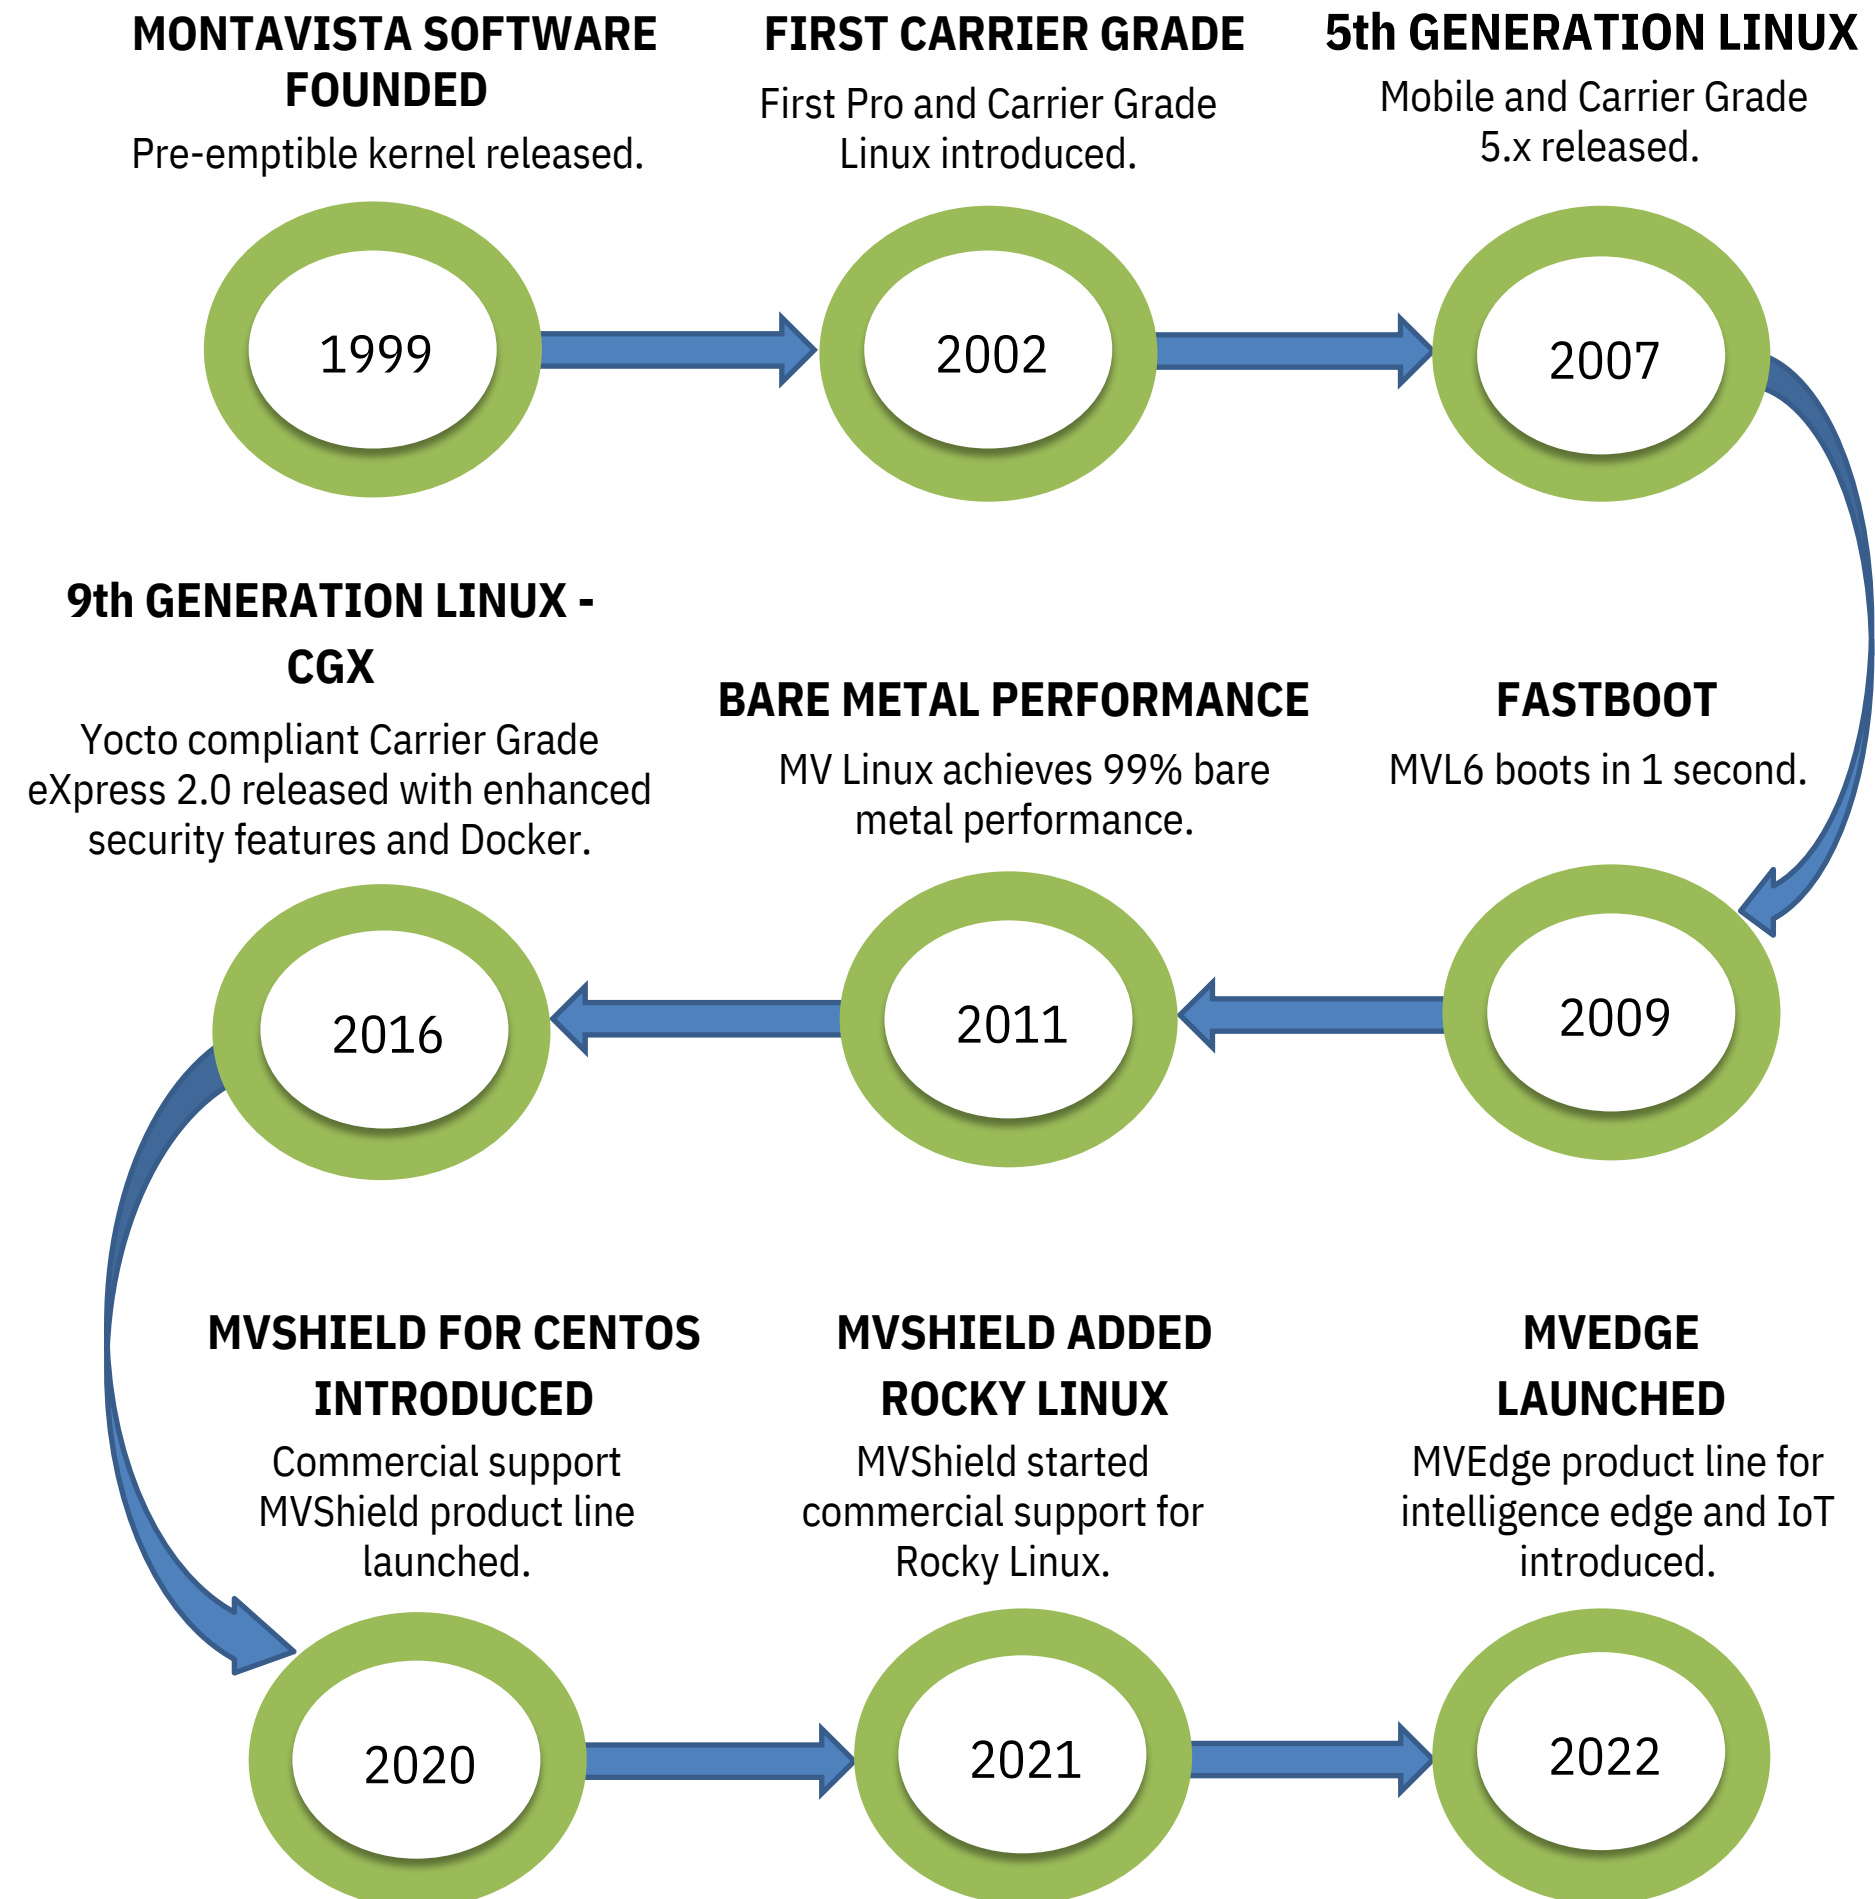 MONTAVISTA SOFTWARE
FOUNDED
Pre-emptible kernel released.
1999
FIRST CARRIER GRADE
First Pro and Carrier Grade
Linux introduced.
2002
5th GENERATION LINUX
Mobile and Carrier Grade
5.x released.
2007
FASTBOOT
MVL6 boots in 1 second.
2009
BARE METAL PERFORMANCE
MV Linux achieves 99% bare
metal performance.
2011
9th GENERATION LINUX -
CGX
Yocto compliant Carrier Grade
eXpress 2.0 released with enhanced
security features and Docker.
2016
MVSHIELD FOR CENTOS
INTRODUCED
Commercial support
MVShield product line
launched.
2020
MVSHIELD ADDED
ROCKY LINUX
MVShield started
commercial support for
Rocky Linux.
2021
MVEDGE
LAUNCHED
MVEdge product line for
intelligence edge and IoT
introduced.
2022